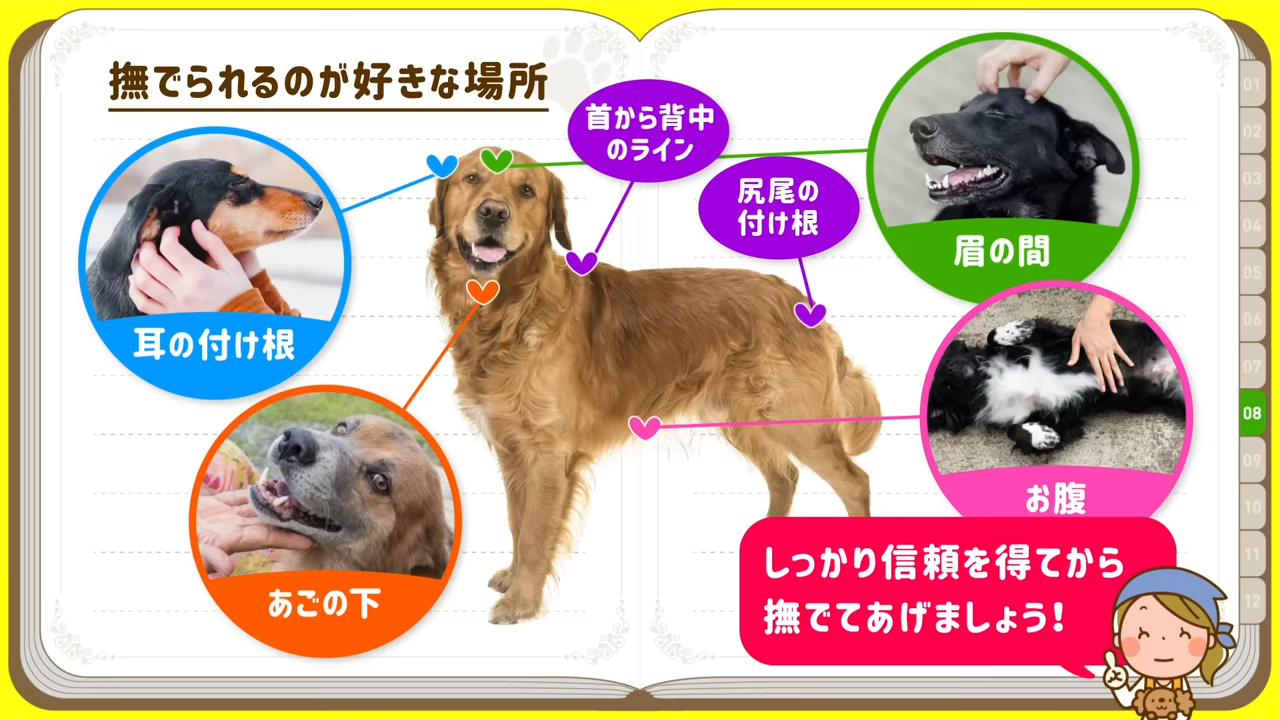 撫でられるのが好きな場所
首から背中
のライン
尻尾の
付け根
眉の間
耳の付け根
お腹
あごの下
しっかり信頼を得てから
撫でてあげましょう!
01
02
03
04
05
06
07
08
09
10
11
12